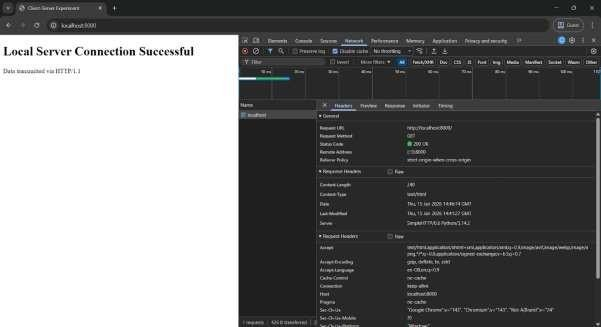 Client-Server Experiment
localhost:8000
Guest
Local Server Connection Successful
Data transmitted via HTTP/1.1
Elements Console Sources Network Performance Memory Application Privacy and security
Preserve log Disable cache No throttling
Filter Invert More filters All Fetch/XHR Doc CSS JS Font Img Media Manifest Socket Wasm Other
10 ms 20 ms 30 ms 40 ms 50 ms 60 ms 70 ms 80 ms 90 ms
Name
localhost
Headers Preview Response Initiator Timing
General
Request URL http://localhost:8000/
Request Method GET
Status Code 200 OK
Remote Address
Referrer Policy strict-origin-when-cross-origin
Response Headers Raw
Content-Length
Content-Type text/html
Date Thu, 15 Jan 2026 14:46:14 GMT
Last-Modified Thu, 15 Jan 2026 14:41:27 GMT
Server SimpleHTTP/0.6 Python/3.14.2
Request Headers Raw
Accept text/html,application/xhtml+xml,application/xml;q=0.9,image/avif,image/webp,image/a
png,*/*;q=0.8,application/signed-exchange;v=b3;q=0.7
Accept-Encoding gzip, deflate, br, zstd
Accept-Language en-GB,en;q=0.9
Cache-Control no-cache
Connection keep-alive
Host localhost:8000
Pragma no-cache
Sec-Ch-Ua "Google Chrome";v="143", "Chromium";v="143", "Not A(Brand";v="24"
Sec-Ch-Ua-Mobile ?0
Sec-Ch-Ua-Platform "Windows"
1 requests transferred